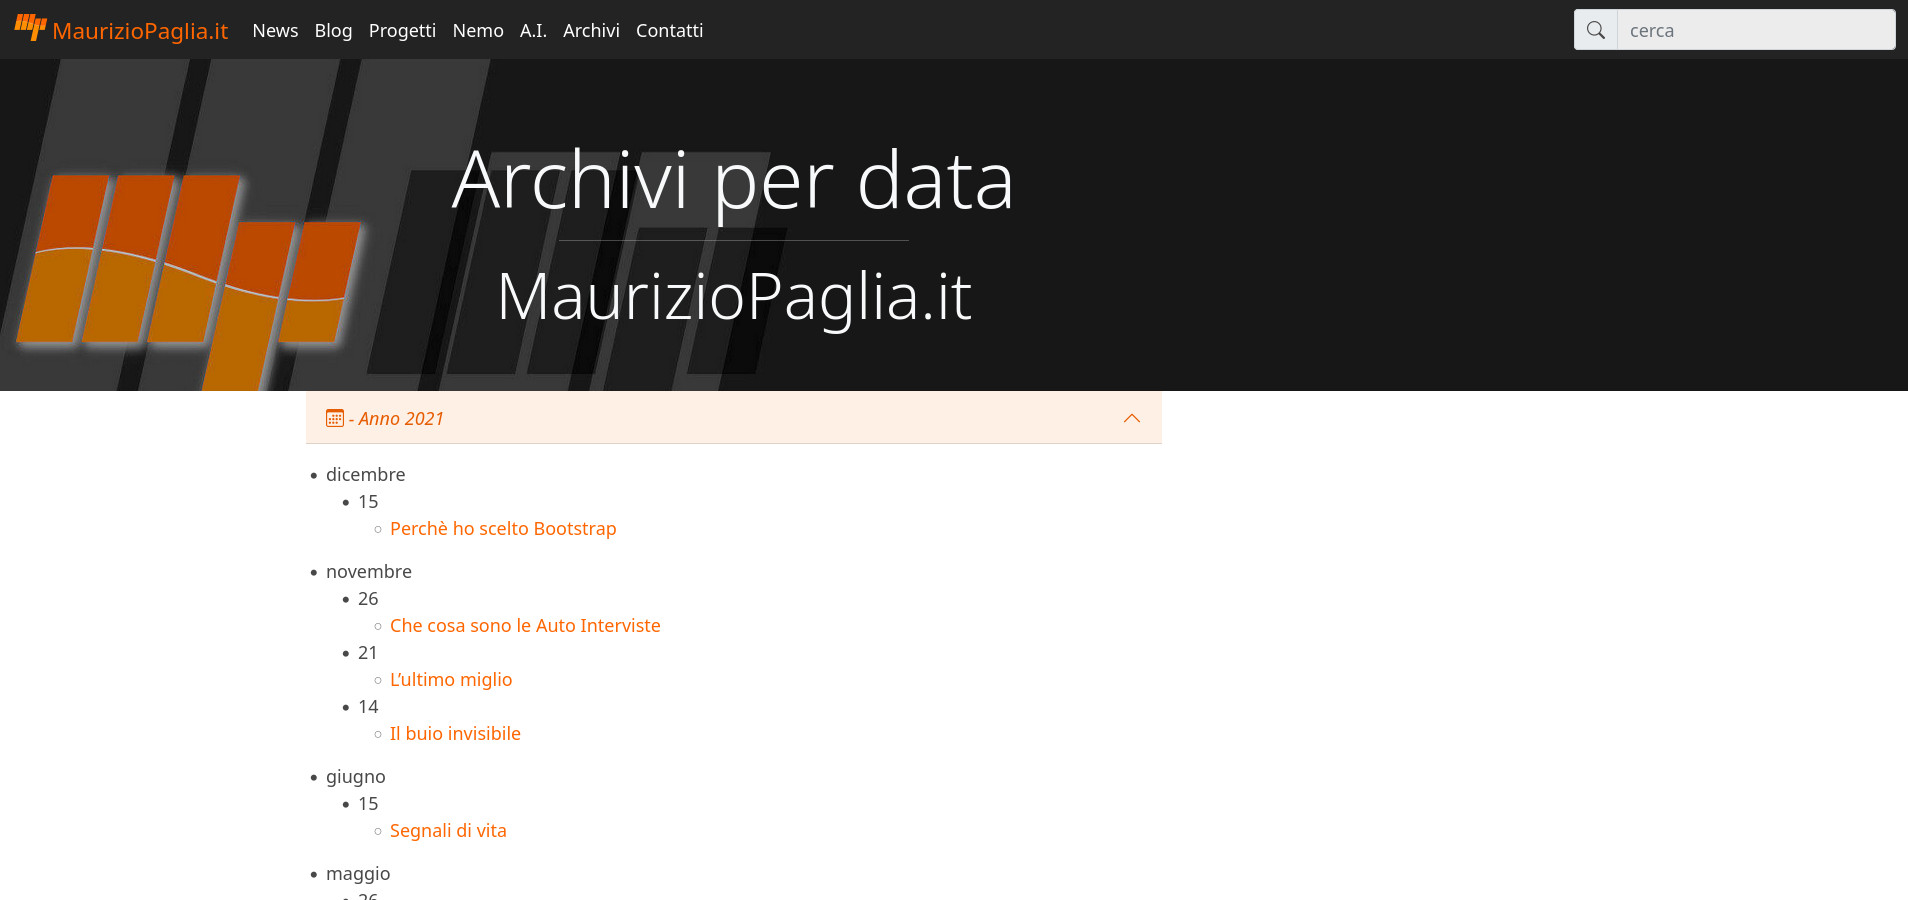 MaurizioPaglia.it News Blog Progetti Nemo A.I. Archivi Contatti cerca
Archivi per data
MaurizioPaglia.it
- Anno 2021
dicembre
15
Perchè ho scelto Bootstrap
novembre
26
Che cosa sono le Auto Interviste
21
L’ultimo miglio
14
Il buio invisibile
giugno
15
Segnali di vita
maggio
26